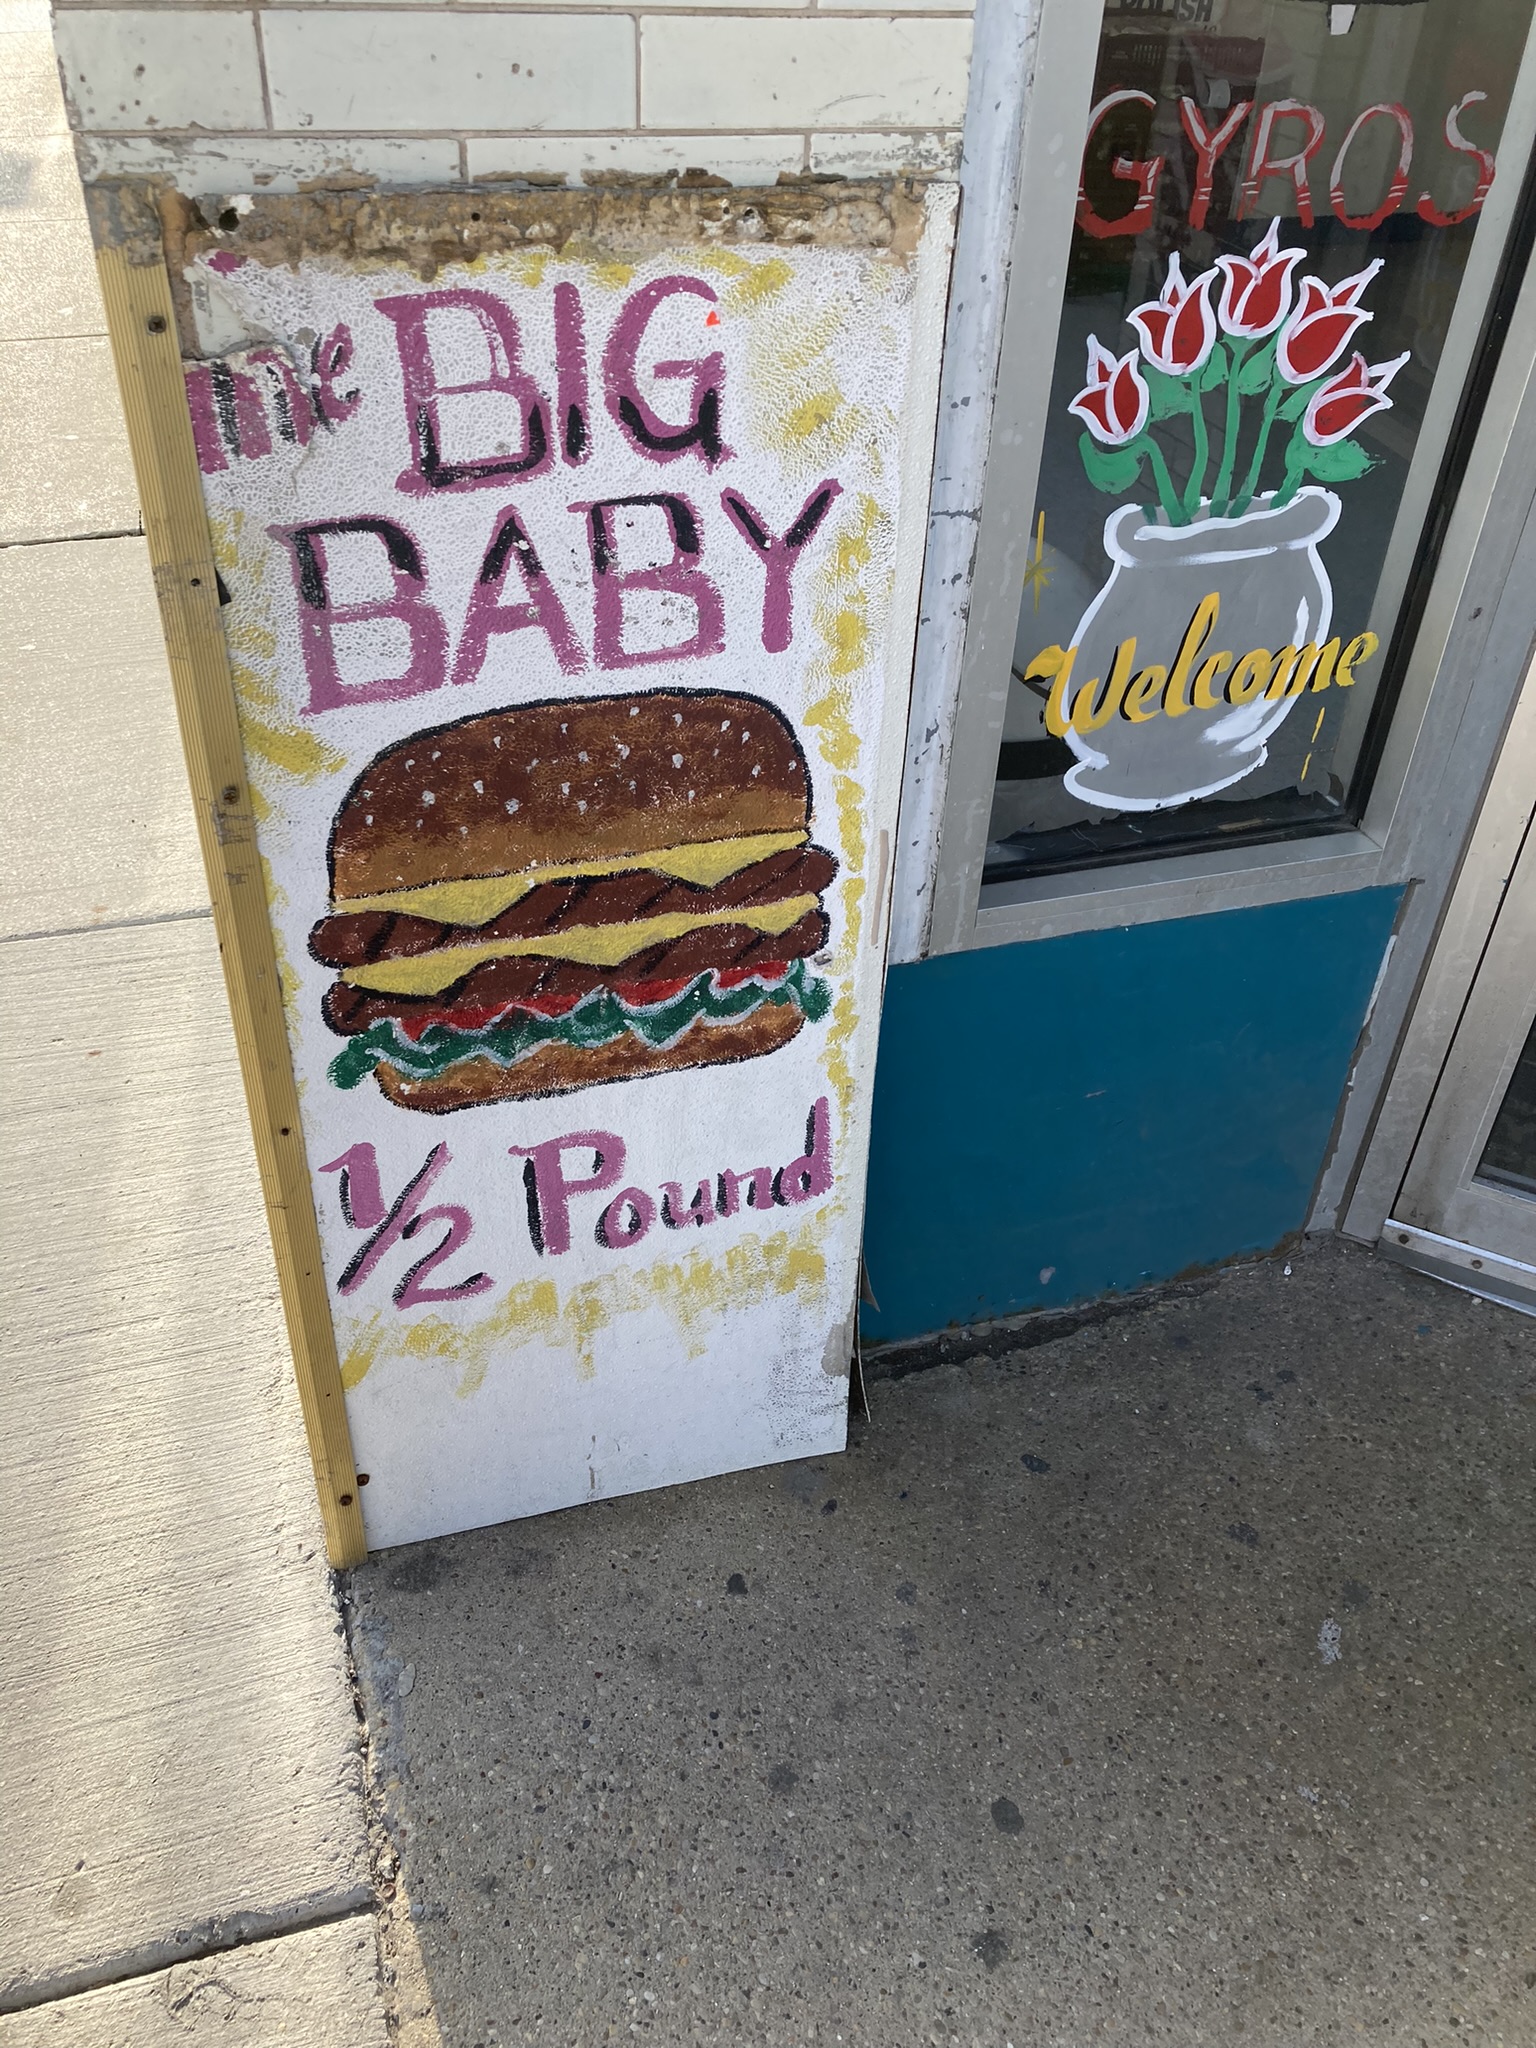 The BIG
BABY
1/2 Pound
GYROS
Welcome